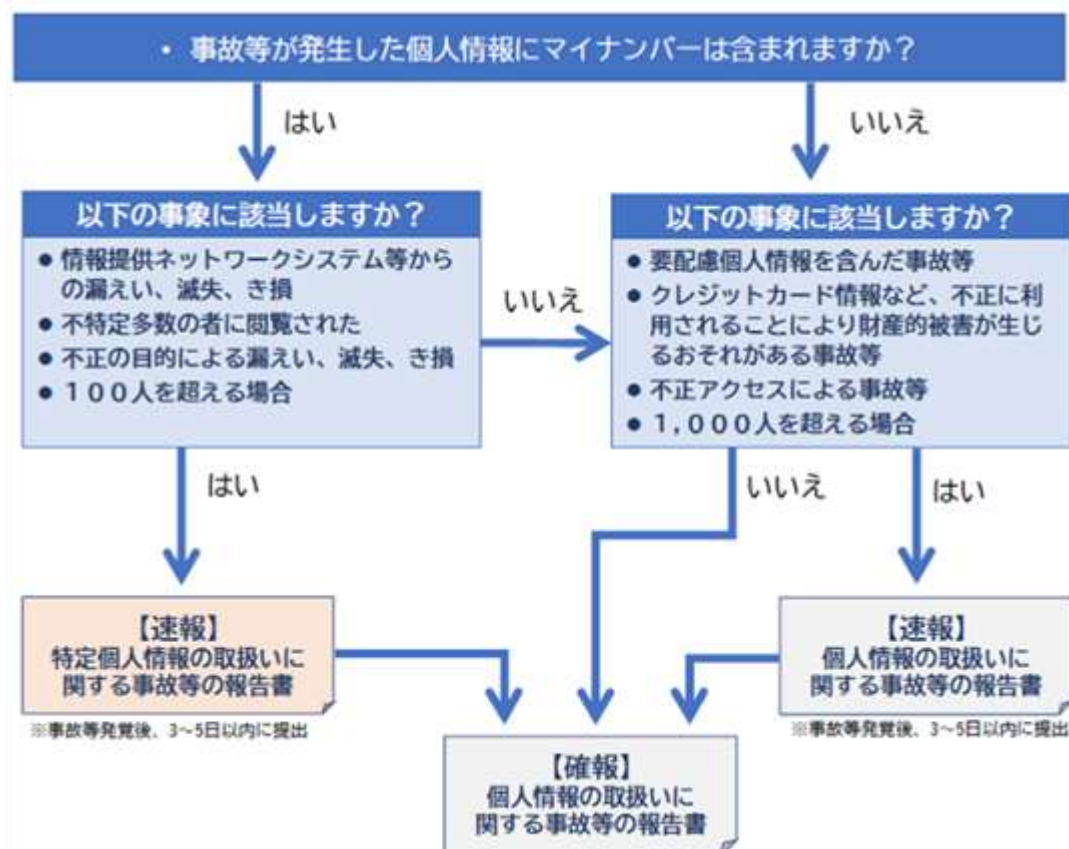 ・ 事故等が発生した個人情報にマイナンバーは含まれますか？
はい
いいえ
以下の事象に該当しますか？
● 情報提供ネットワークシステム等から
の漏えい、滅失、き損
● 不特定多数の者に閲覧された
● 不正の目的による漏えい、滅失、き損
● １００人を超える場合
いいえ
以下の事象に該当しますか？
● 要配慮個人情報を含んだ事故等
● クレジットカード情報など、不正に利
用されることにより財産的被害が生じ
るおそれがある事故等
● 不正アクセスによる事故等
● １,０００人を超える場合
はい
いいえ
はい
【速報】
特定個人情報の取扱いに
関する事故等の報告書
※事故等発覚後、3〜5日以内に提出
【速報】
個人情報の取扱いに
関する事故等の報告書
※事故等発覚後、3〜5日以内に提出
【確報】
個人情報の取扱いに
関する事故等の報告書